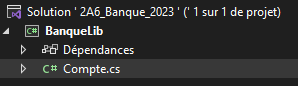 Solution ' 2A6_Banque_2023 ' (' 1 sur 1 de projet)
C# BanqueLib
Dépendances
C# Compte.cs